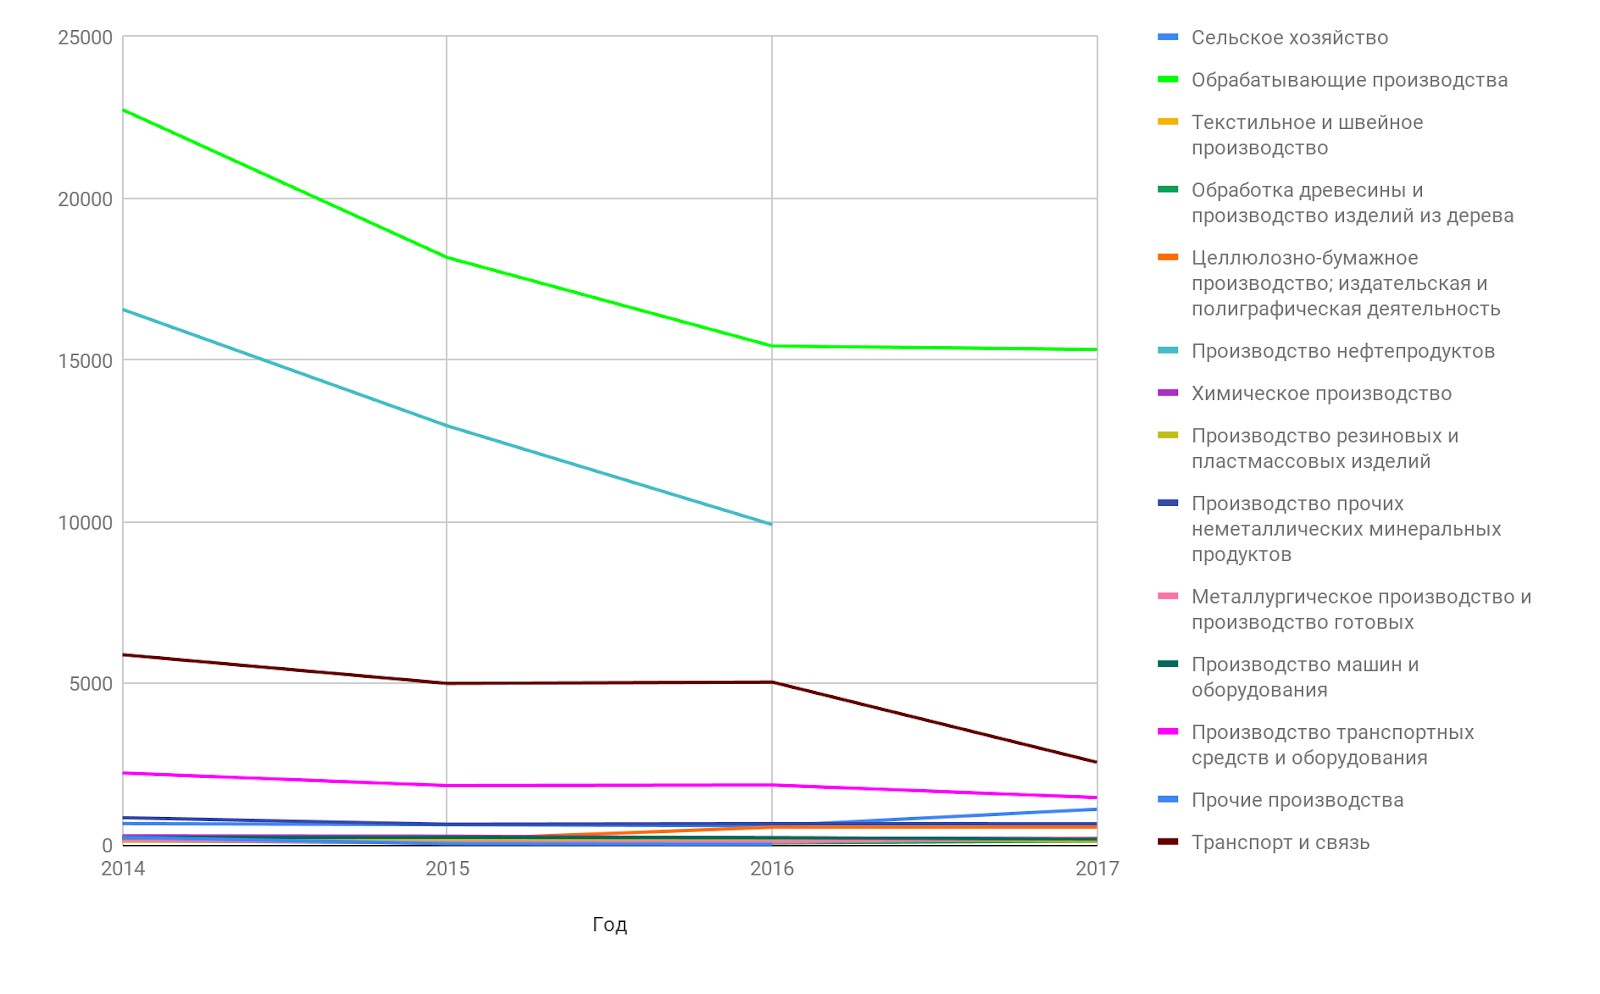 25000
20000
15000
10000
5000
0
2014
2015
2016
2017
Год
Сельское хозяйство
Обрабатывающие производства
Текстильное и швейное
производство
Обработка древесины и
производство изделий из дерева
Целлюлозно-бумажное
производство; издательская и
полиграфическая деятельность
Производство нефтепродуктов
Химическое производство
Производство резиновых и
пластмассовых изделий
Производство прочих
неметаллических минеральных
продуктов
Металлургическое производство и
производство готовых
Производство машин и
оборудования
Производство транспортных
средств и оборудования
Прочие производства
Транспорт и связь